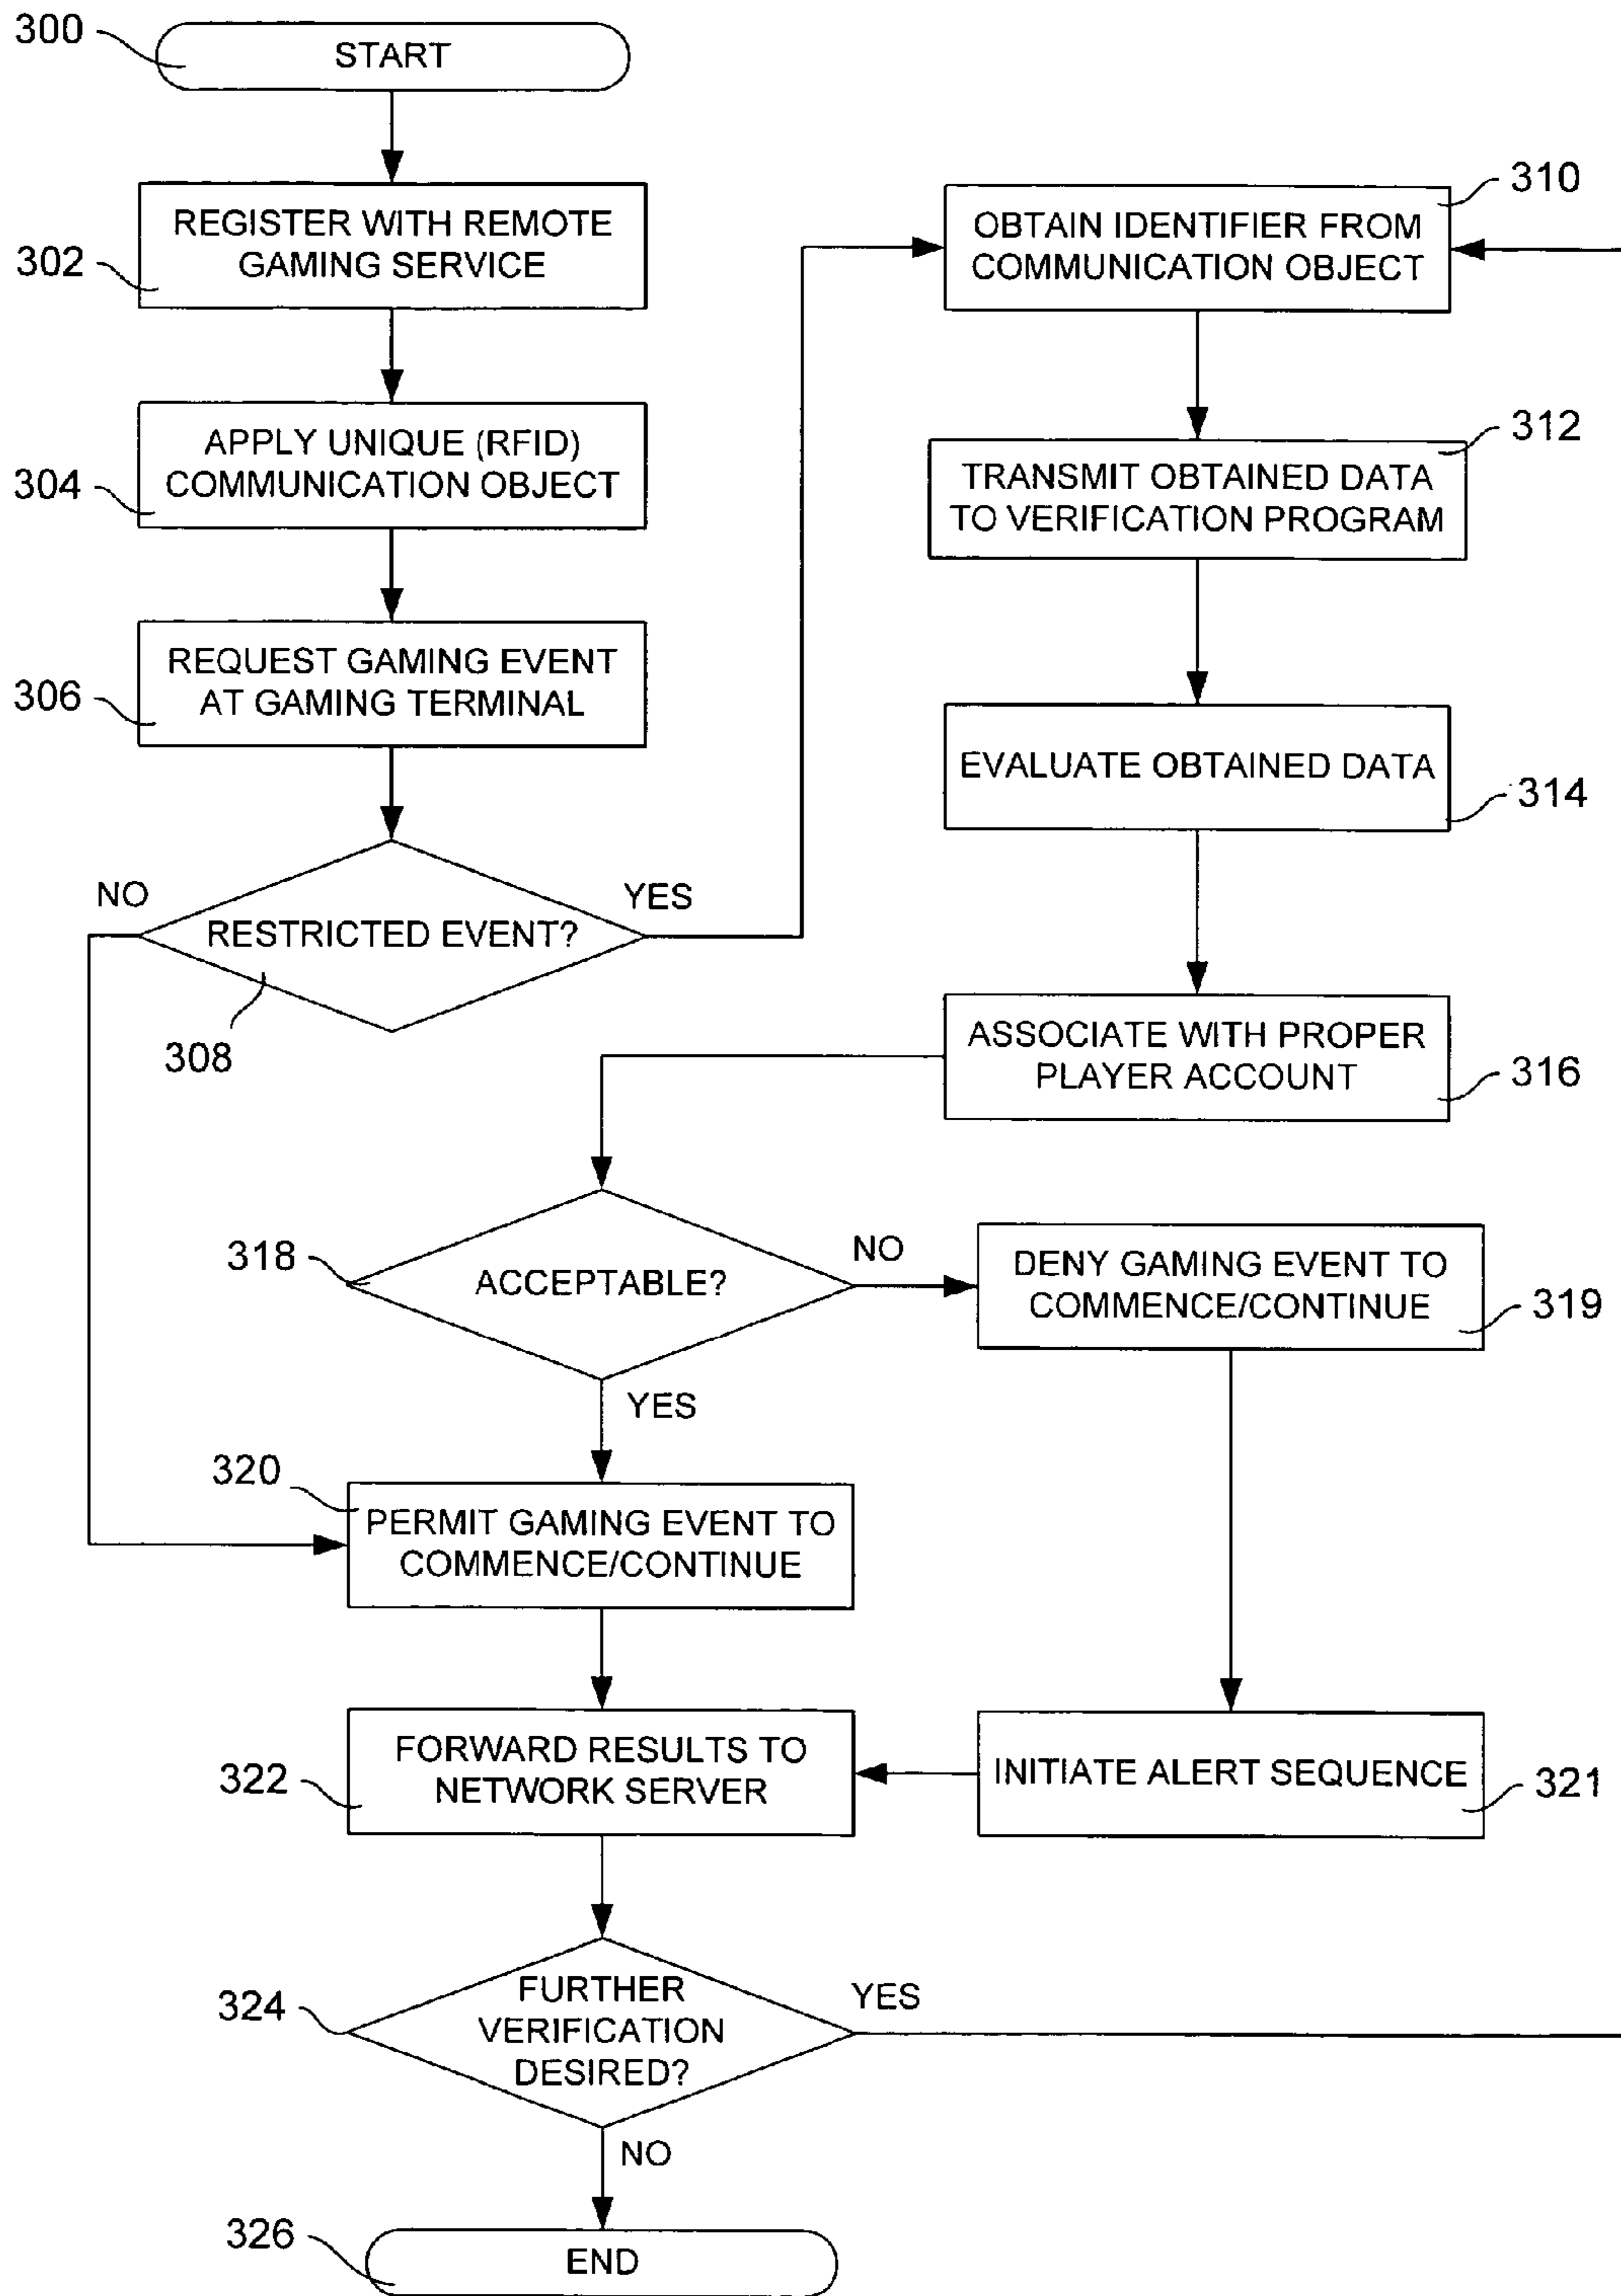 300
START
302
REGISTER WITH REMOTE
GAMING SERVICE
304
APPLY UNIQUE (RFID)
COMMUNICATION OBJECT
306
REQUEST GAMING EVENT
AT GAMING TERMINAL
NO
YES
RESTRICTED EVENT?
308
310
OBTAIN IDENTIFIER FROM
COMMUNICATION OBJECT
312
TRANSMIT OBTAINED DATA
TO VERIFICATION PROGRAM
EVALUATE OBTAINED DATA
314
ASSOCIATE WITH PROPER
PLAYER ACCOUNT
316
318
ACCEPTABLE?
NO
YES
DENY GAMING EVENT TO
COMMENCE/CONTINUE
319
320
PERMIT GAMING EVENT TO
COMMENCE/CONTINUE
322
FORWARD RESULTS TO
NETWORK SERVER
INITIATE ALERT SEQUENCE
321
324
FURTHER
VERIFICATION
DESIRED?
YES
NO
326
END